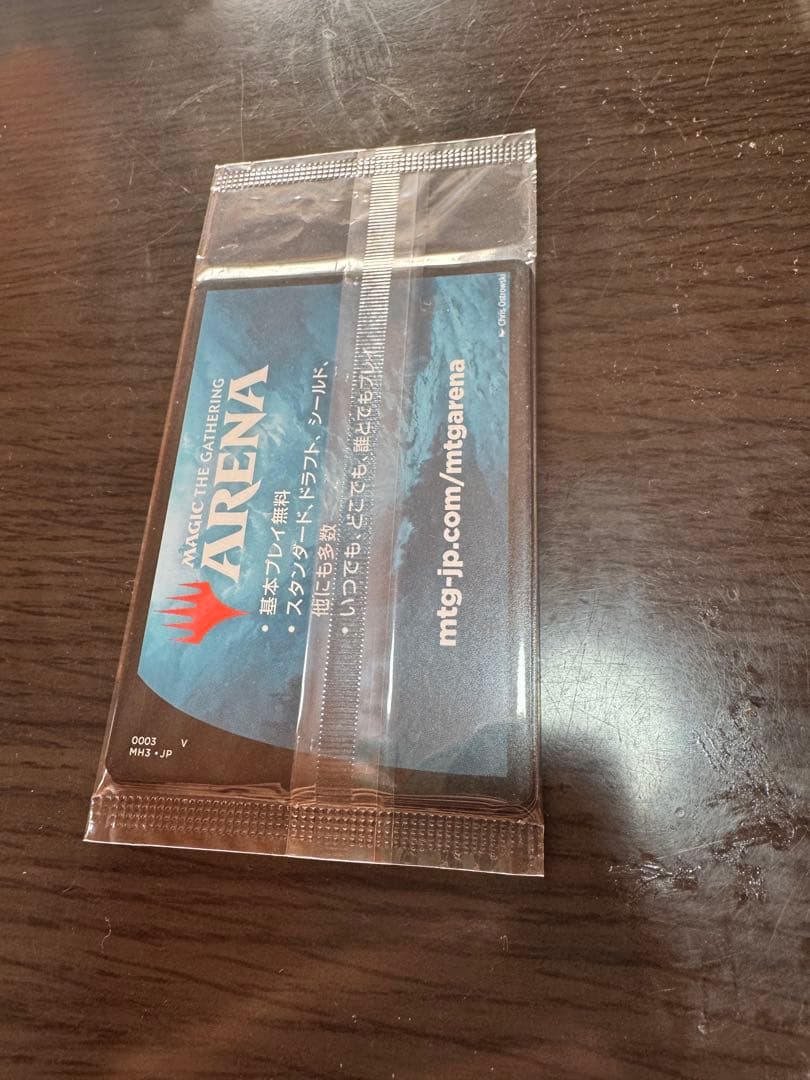 MAGIC THE GATHERING
ARENA
• 基本プレイ無料
• スタンダード、ドラフト、シールド、
他にも多数
• いつでも、どこでも、誰とでもプレイ
mtg-jp.com/mtgarena
0003 V
MH3 • JP
Chris Ostrowski